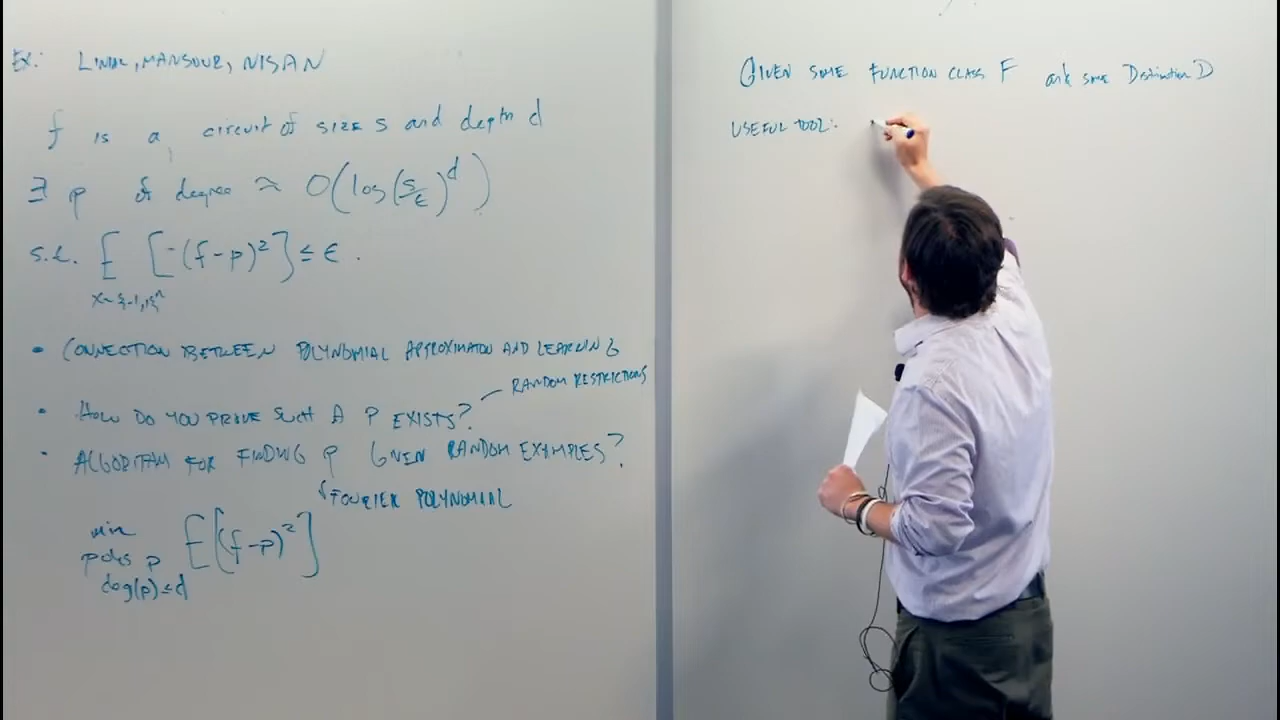 Ex: LINIAL, MANSOUR, NISAN
f is a circuit of size s and depth d
∃ p of degree ≈ O(log(s/ε)^d)
s.t. E [(f-p)²] ≤ ε.
x~{-1,1}ⁿ
• CONNECTION BETWEEN POLYNOMIAL APPROXIMATION AND LEARNING
RANDOM RESTRICTIONS
• HOW DO YOU PROVE SUCH A P EXISTS?
• ALGORITHM FOR FINDING P GIVEN RANDOM EXAMPLES?
FOURIER POLYNOMIAL
min E[(f-p)²]
polys p
deg(p)≤d
GIVEN SOME FUNCTION CLASS F and some Distribution D
USEFUL TOOL: